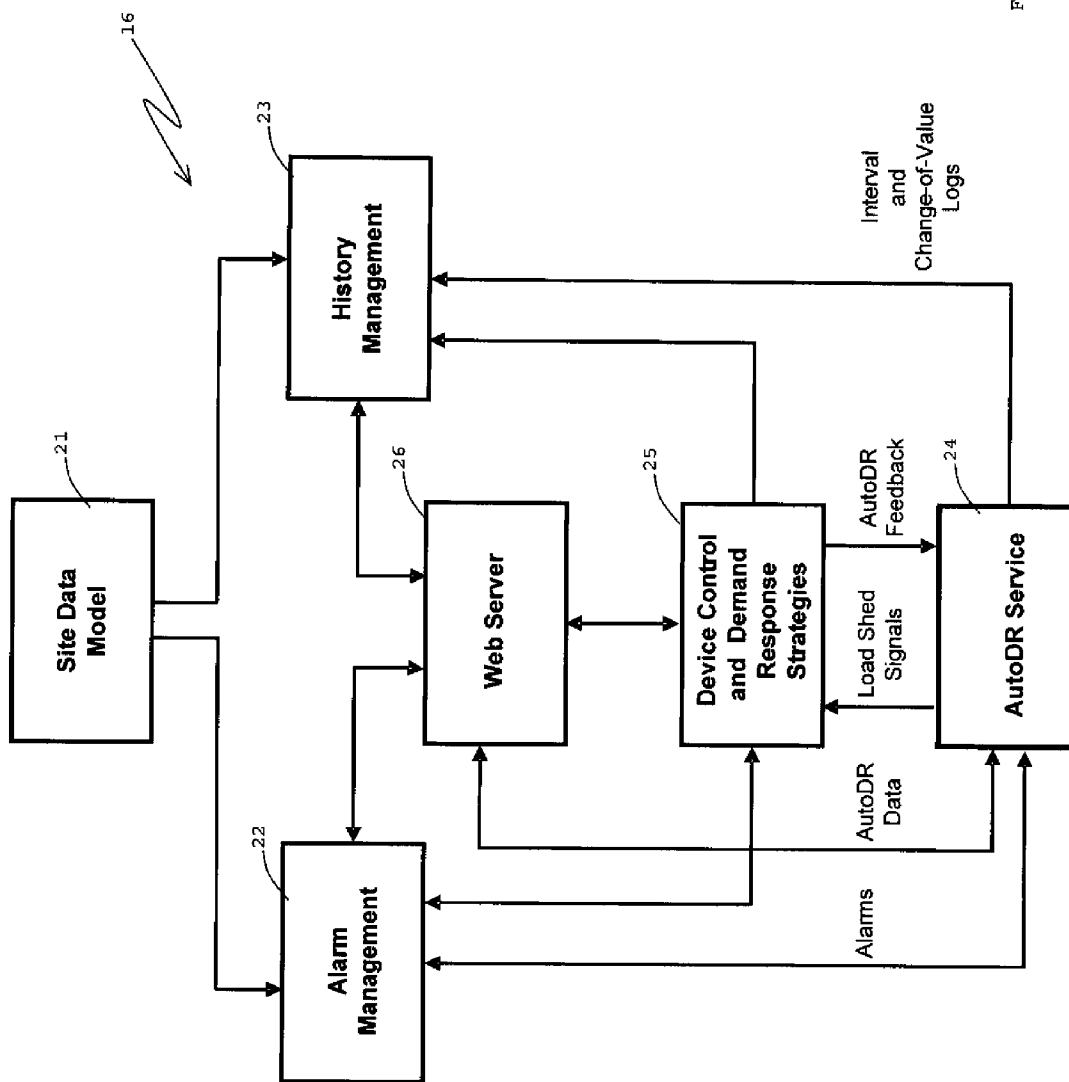 16
21
Site Data
Model
22
Alarm
Management
23
History
Management
26
Web Server
25
Device Control
and Demand
Response
Strategies
Alarms
AutoDR
Data
Load Shed
Signals
AutoDR
Feedback
Interval
and
Change-of-Value
Logs
24
AutoDR Service
F